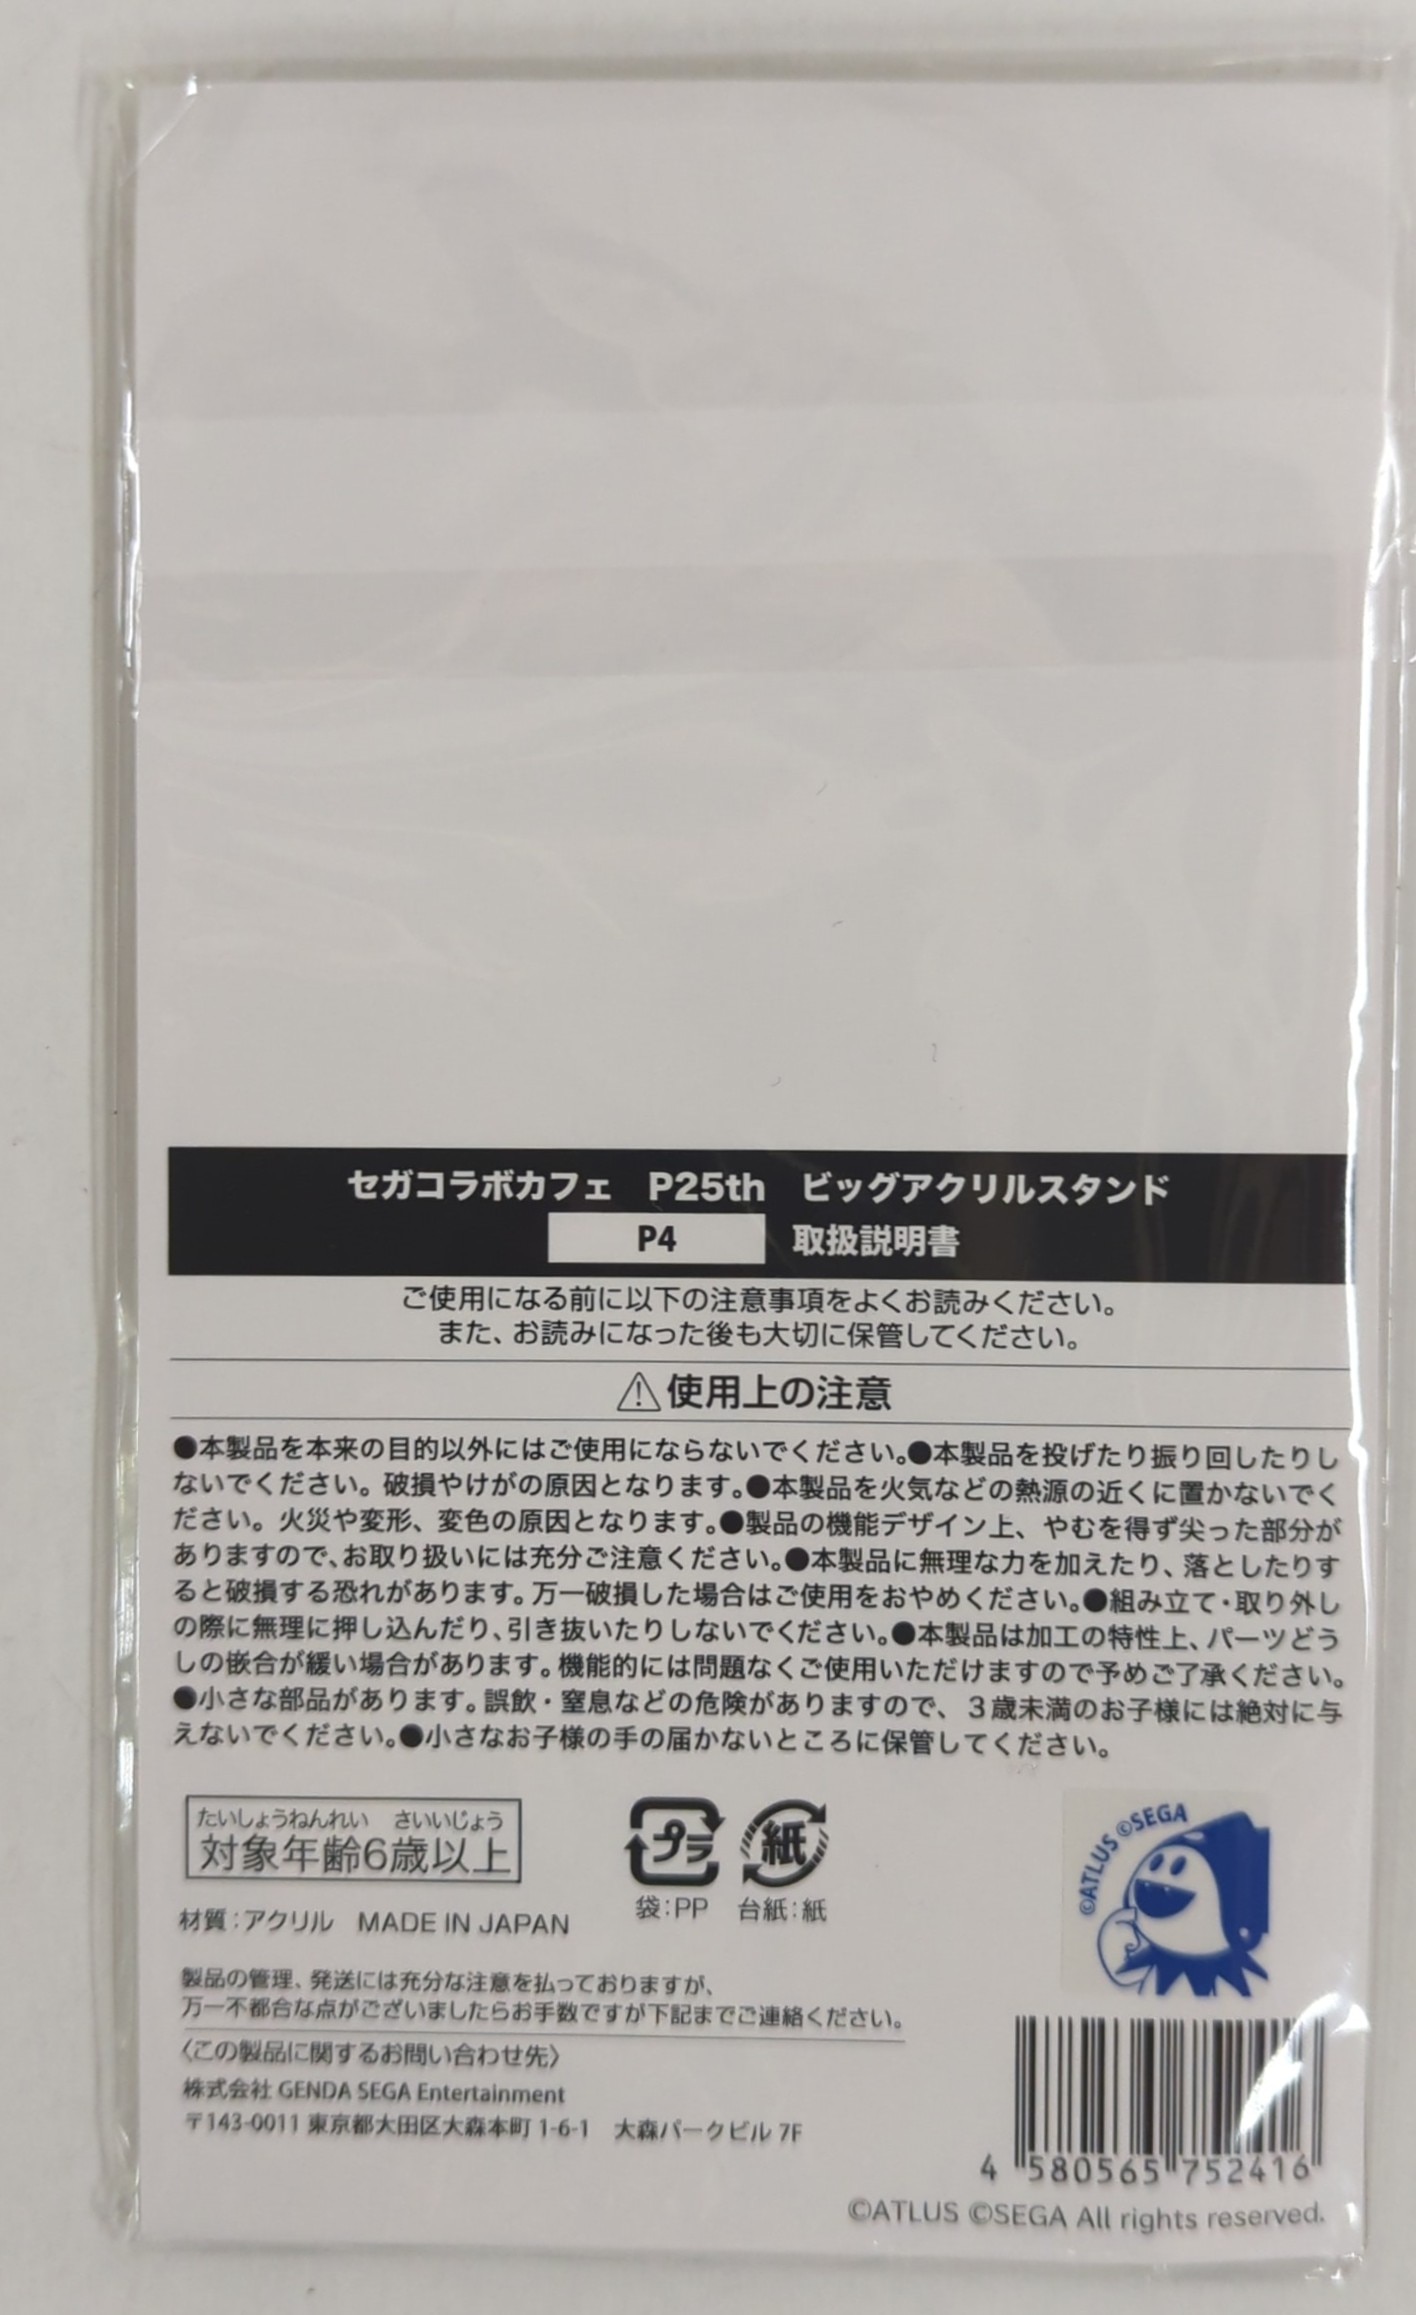 セガコラボカフェ　P25th　ビッグアクリルスタンド
P4　取扱説明書
ご使用になる前に以下の注意事項をよくお読みください。
また、お読みになった後も大切に保管してください。
⚠使用上の注意
●本製品を本来の目的以外にはご使用にならないでください。●本製品を投げたり振り回したりし
ないでください。破損やけがの原因となります。●本製品を火気などの熱源の近くに置かないでく
ださい。火災や変形、変色の原因となります。●製品の機能デザイン上、やむを得ず尖った部分が
ありますので、お取り扱いには充分ご注意ください。●本製品に無理な力を加えたり、落としたりす
ると破損する恐れがあります。万一破損した場合はご使用をおやめください。●組み立て・取り外し
の際に無理に押し込んだり、引き抜いたりしないでください。●本製品は加工の特性上、パーツどう
しの嵌合が緩い場合があります。機能的には問題なくご使用いただけますので予めご了承ください。
●小さな部品があります。誤飲・窒息などの危険がありますので、3歳未満のお子様には絶対に与
えないでください。●小さなお子様の手の届かないところに保管してください。
たいしょうねんれい　さいいじょう
対象年齢6歳以上
プラ
紙
袋：PP　台紙：紙
©ATLUS ©SEGA
材質：アクリル　MADE IN JAPAN
製品の管理、発送には充分な注意を払っておりますが、
万一不都合な点がございましたらお手数ですが下記までご連絡ください。
〈この製品に関するお問い合わせ先〉
株式会社 GENDA SEGA Entertainment
〒143-0011 東京都大田区大森本町 1-6-1　大森パークビル 7F
4 580565 752416
©ATLUS ©SEGA All rights reserved.